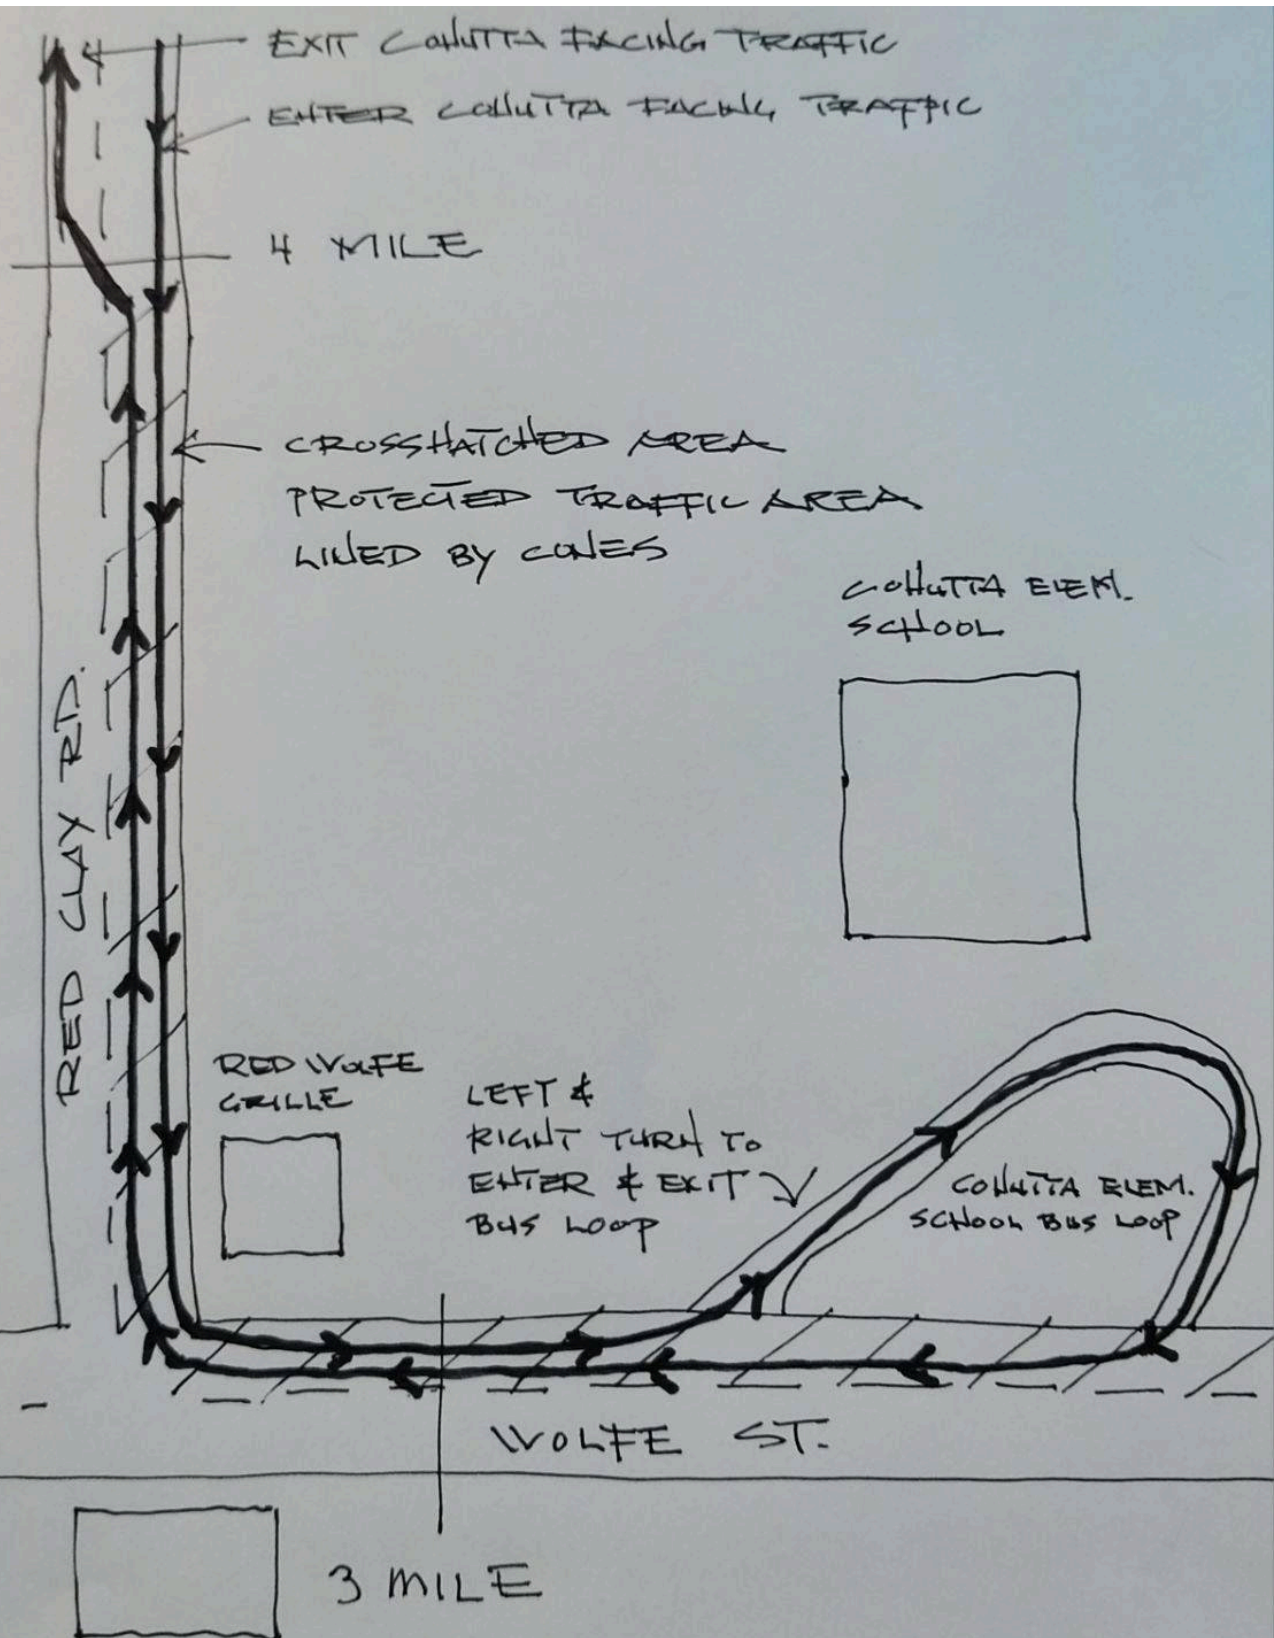 EXIT COHUTTA FACING TRAFFIC
ENTER COHUTTA FACING TRAFFIC
4 MILE
CROSSHATCHED AREA
PROTECTED TRAFFIC AREA
LINED BY CONES
COHUTTA ELEM.
SCHOOL
RED CLAY RD.
RED WOLFE
GRILLE
LEFT &
RIGHT TURN TO
ENTER & EXIT
BUS LOOP
COHUTTA ELEM.
SCHOOL BUS LOOP
WOLFE ST.
3 MILE